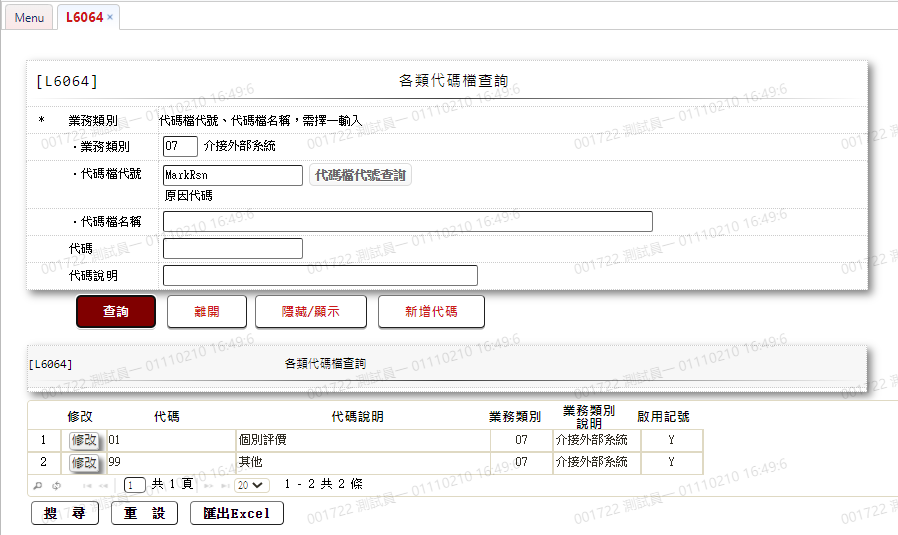 Menu L6064 ×
[L6064] 各類代碼檔查詢
* 業務類別 代碼檔代號、代碼檔名稱，需擇一輸入
．業務類別 07 介接外部系統
．代碼檔代號 MarkRsn 代碼檔代號查詢
原因代碼
．代碼檔名稱
代碼
代碼說明
查詢 離開 隱藏/顯示 新增代碼
[L6064] 各類代碼檔查詢
修改 代碼 代碼說明 業務類別 業務類別說明 啟用記號
1 修改 01 個別評價 07 介接外部系統 Y
2 修改 99 其他 07 介接外部系統 Y
1 共 1 頁 20 1 - 2 共 2 條
搜 尋 重 設 匯出Excel
001722 測試員一 01110210 16:49:6